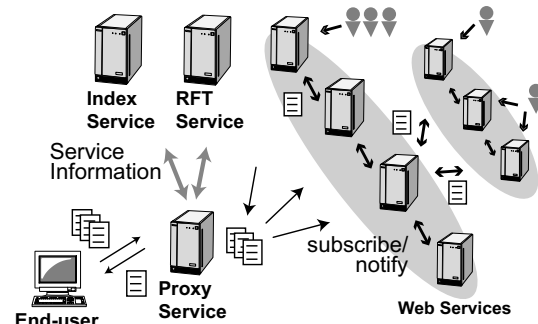 Index
Service
RFT
Service
Service
Information
subscribe/
notify
Proxy
Service
Web Services
End-user